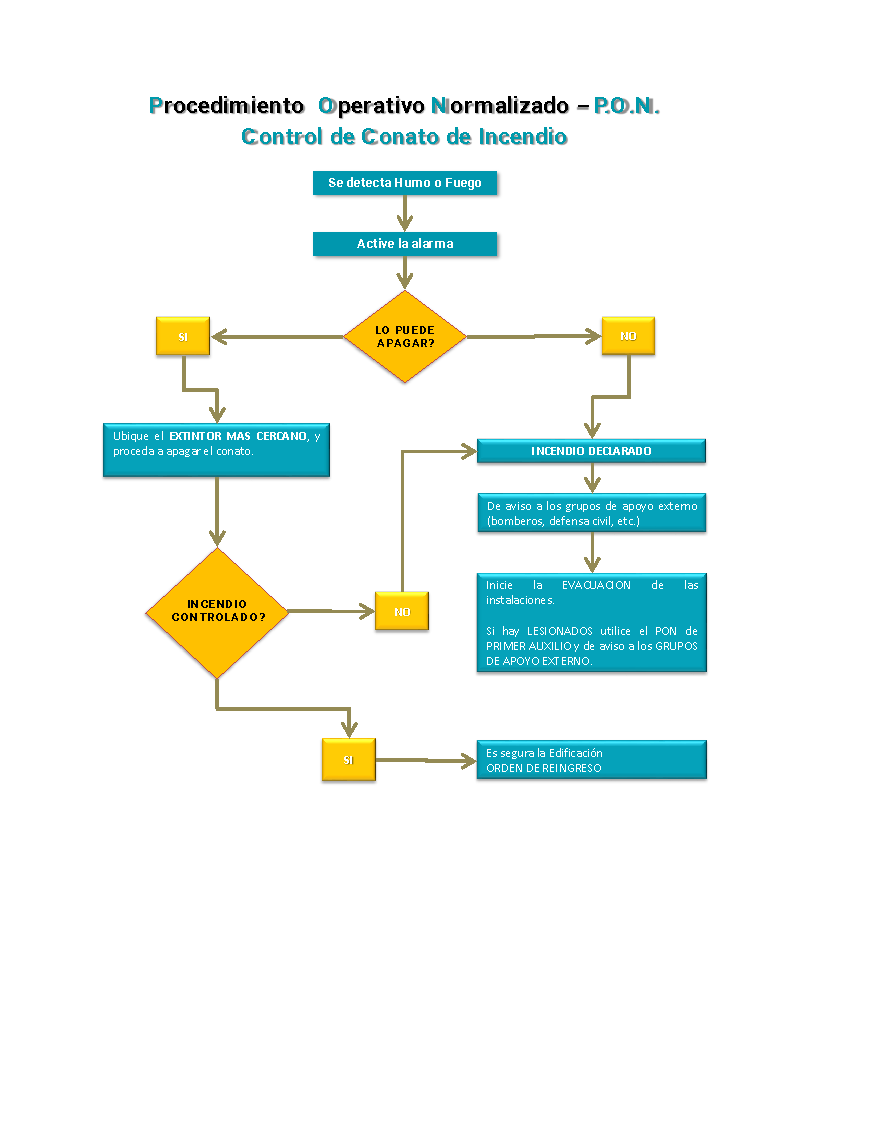 Procedimiento Operativo Normalizado – P.O.N.
Control de Conato de Incendio
Se detecta Humo o Fuego
Active la alarma
LO PUEDE
APAGAR?
SI
NO
Ubique el EXTINTOR MAS CERCANO, y
proceda a apagar el conato.
INCENDIO DECLARADO
De aviso a los grupos de apoyo externo
(bomberos, defensa civil, etc.)
Inicie la EVACUACION de las
instalaciones.
Si hay LESIONADOS utilice el PON de
PRIMER AUXILIO y de aviso a los GRUPOS
DE APOYO EXTERNO.
INCENDIO
CONTROLADO?
NO
SI
Es segura la Edificación
ORDEN DE REINGRESO